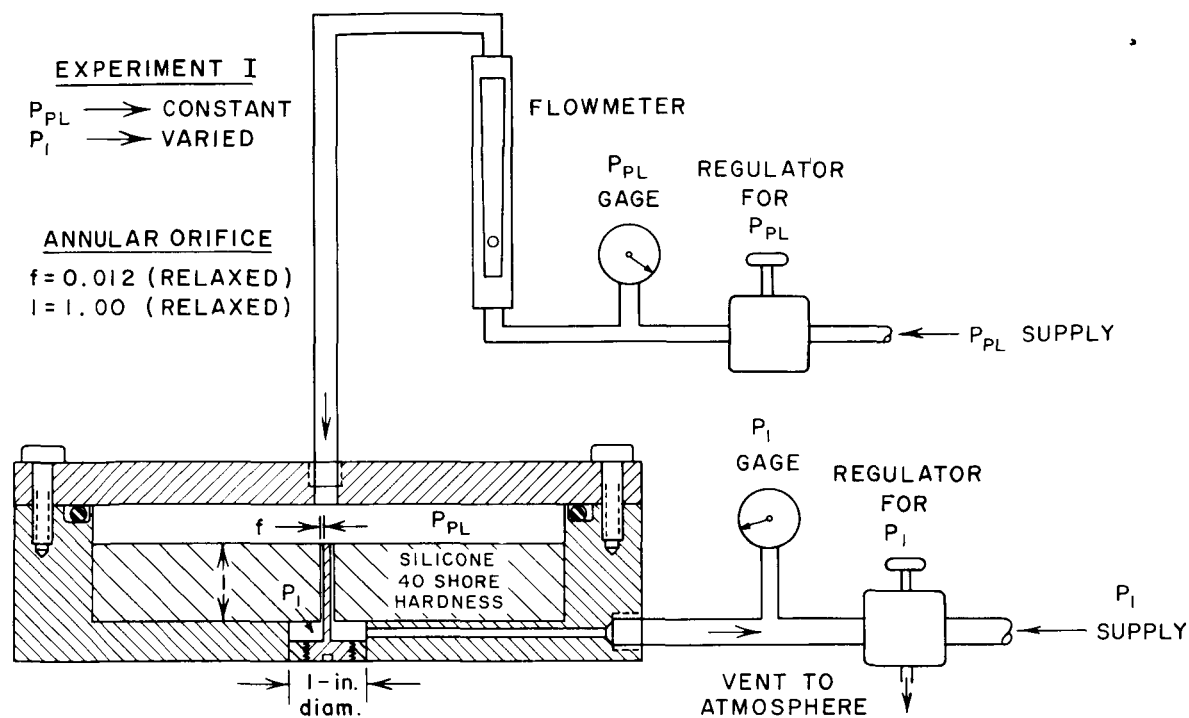 EXPERIMENT I
P_PL → CONSTANT
P_I → VARIED
ANNULAR ORIFICE
f=0.012 (RELAXED)
l=1.00 (RELAXED)
FLOWMETER
P_PL
GAGE
REGULATOR
FOR
P_PL
P_PL SUPPLY
f
P_PL
SILICONE
40 SHORE
HARDNESS
P_I
P_I
GAGE
REGULATOR
FOR
P_I
P_I
SUPPLY
1-in.
diam.
VENT TO
ATMOSPHERE